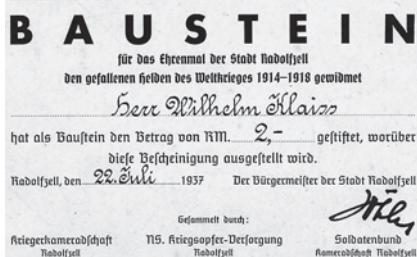 BAUSTEIN
für das Ehrenmal der Stadt Radolfzell
den gefallenen Helden des Weltkrieges 1914-1918 gewidmet
Herr Wilhelm Klaiss
hat als Baustein den Betrag von RM. 2,- gestiftet, worüber
diese Bescheinigung ausgestellt wird.
Radolfzell, den 22. Juli 1937 Der Bürgermeister der Stadt Radolfzell
Gesammelt durch:
Kriegerkameradschaft NS. Kriegsopfer-Versorgung Soldatenbund
Radolfzell Radolfzell Kameradschaft Radolfzell